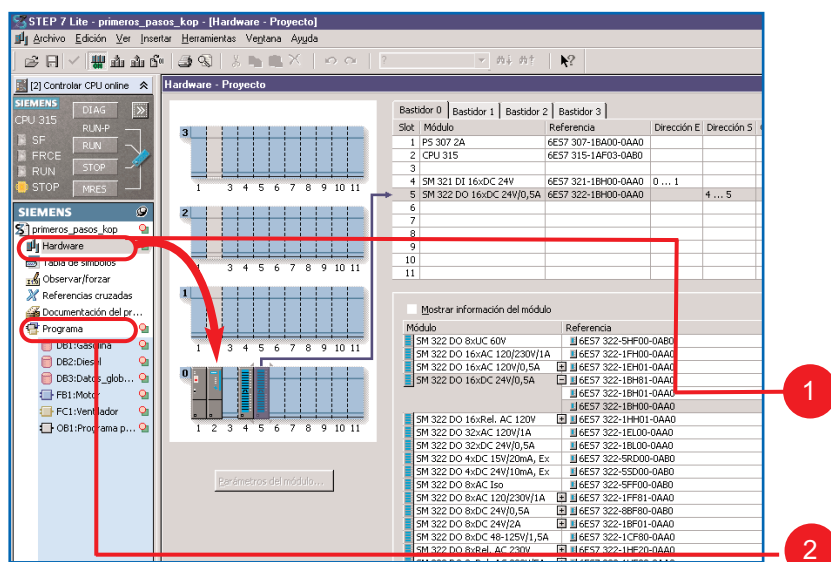 STEP 7 Lite - primeros_pasos_kop - [Hardware - Proyecto]
Archivo Edición Ver Insertar Herramientas Ventana Ayuda
?
[2] Controlar CPU online
Hardware - Proyecto
SIEMENS
CPU 315
DIAG
RUN-P
SF
RUN
FRCE
RUN
STOP
STOP
MRES
SIEMENS
primeros_pasos_kop
Hardware
Tabla de símbolos
Observar/forzar
Referencias cruzadas
Documentación del pr...
Programa
DB1:Gasolina
DB2:Diesel
DB3:Datos_glob...
FB1:Motor
FC1:Ventilador
OB1:Programa p...
3
1 3 4 5 6 7 8 9 10 11
2
3 4 5 6 7 8 9 10 11
1
1 3 4 5 6 7 8 9 10 11
0
1 2 3 4 5 6 7 8 9 10 11
Parámetros del módulo...
Bastidor 0 Bastidor 1 Bastidor 2 Bastidor 3
Slot Módulo Referencia Dirección E Dirección S
1 PS 307 2A 6ES7 307-1BA00-0AA0
2 CPU 315 6ES7 315-1AF03-0AB0
3
4 SM 321 DI 16xDC 24V 6ES7 321-1BH00-0AA0 0 ... 1
5 SM 322 DO 16xDC 24V/0,5A 6ES7 322-1BH00-0AA0 4 ... 5
6
7
8
9
10
11
Mostrar información del módulo
Módulo Referencia
SM 322 DO 8xUC 60V 6ES7 322-5HF00-0AB0
SM 322 DO 16xAC 120/230V/1A 6ES7 322-1FH00-0AA0
SM 322 DO 16xAC 120V/0,5A 6ES7 322-1EH01-0AA0
SM 322 DO 16xDC 24V/0,5A 6ES7 322-1BH81-0AA0
6ES7 322-1BH01-0AA0
6ES7 322-1BH00-0AA0
SM 322 DO 16xRel. AC 120V 6ES7 322-1HH01-0AA0
SM 322 DO 32xAC 120V/1A 6ES7 322-1EL00-0AA0
SM 322 DO 32xDC 24V/0,5A 6ES7 322-1BL00-0AA0
SM 322 DO 4xDC 15V/20mA, Ex 6ES7 322-5RD00-0AB0
SM 322 DO 4xDC 24V/10mA, Ex 6ES7 322-5SD00-0AB0
SM 322 DO 8xAC Iso 6ES7 322-5FF00-0AB0
SM 322 DO 8xAC 120/230V/1A 6ES7 322-1FF81-0AA0
SM 322 DO 8xDC 24V/0,5A 6ES7 322-8BF80-0AB0
SM 322 DO 8xDC 24V/2A 6ES7 322-1BF01-0AA0
SM 322 DO 8xDC 48-125V/1,5A 6ES7 322-1CF80-0AA0
SM 322 DO 8xRel. AC 230V 6ES7 322-1HF20-0AA0
1
2